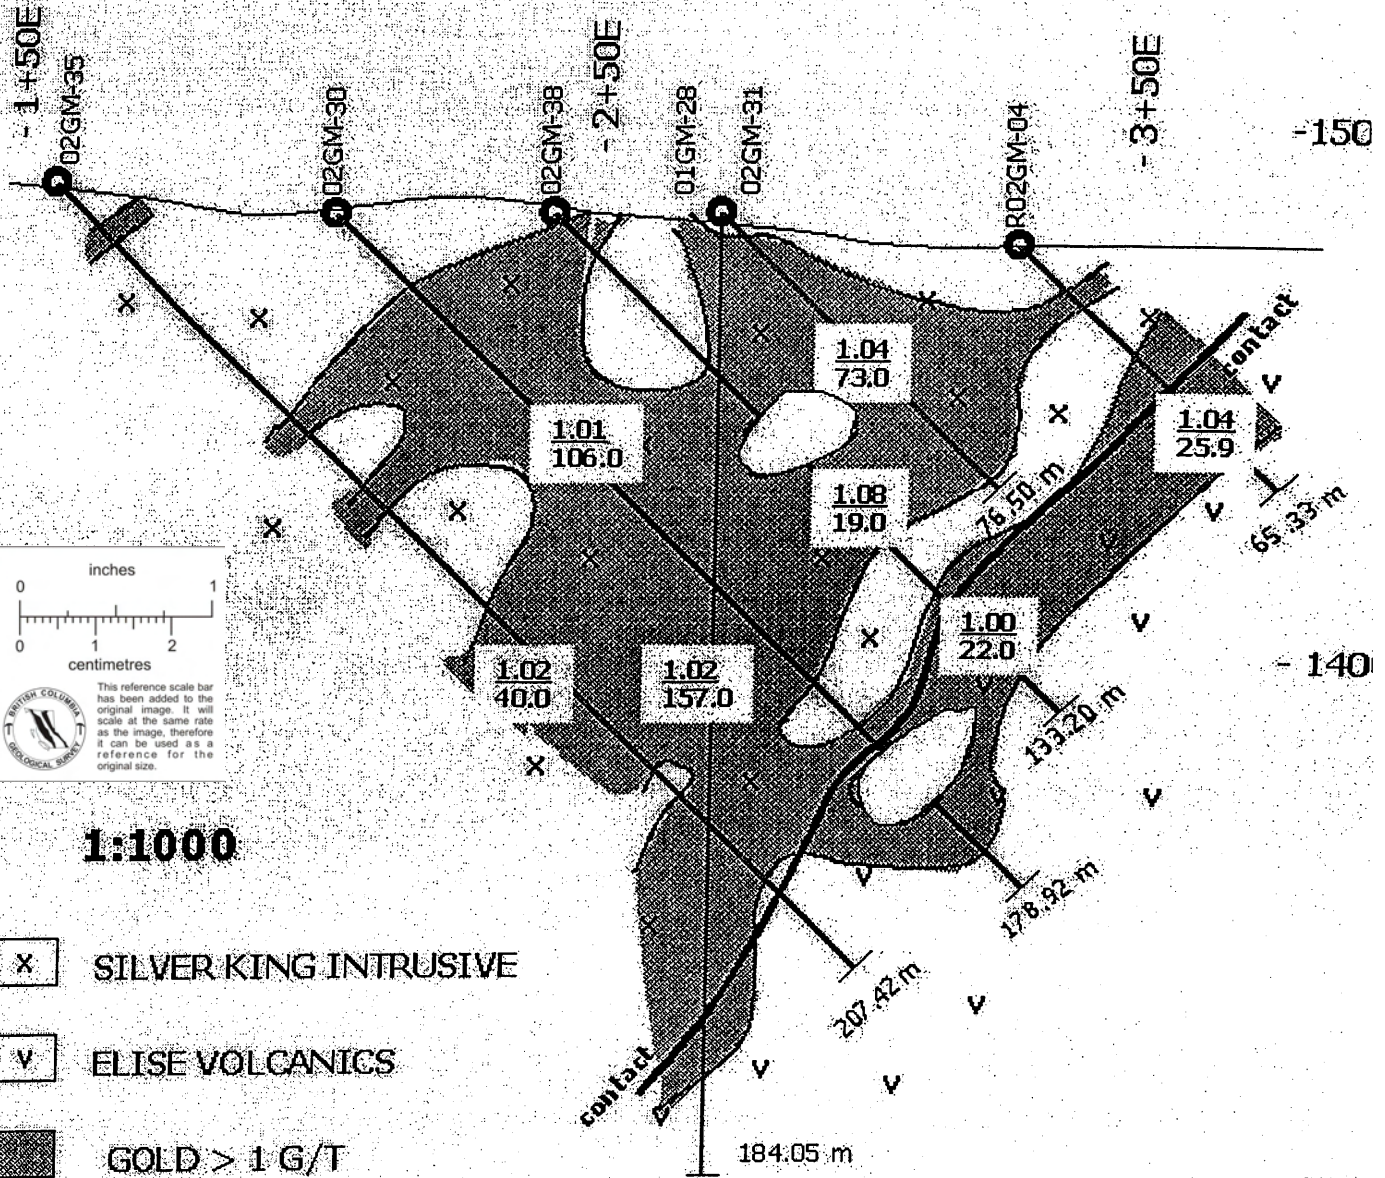 - 1+50E
02GM-35
02GM-30
02GM-38
- 2+50E
01GM-28
02GM-31
R02GM-04
- 3+50E
-150
contact
1.04
73.0
1.04
25.9
1.01
106.0
1.08
19.0
76.50 m
65.33 m
1.00
22.0
1.02
40.0
1.02
157.0
- 140
133.20 m
178.92 m
207.42 m
contact
184.05 m
inches
0 1
0 1 2
centimetres
BRITISH COLUMBIA
GEOLOGICAL SURVEY
This reference scale bar
has been added to the
original image. It will
scale at the same rate
as the image, therefore
it can be used as a
reference for the
original size.
1:1000
x SILVER KING INTRUSIVE
v ELISE VOLCANICS
GOLD > 1 G/T